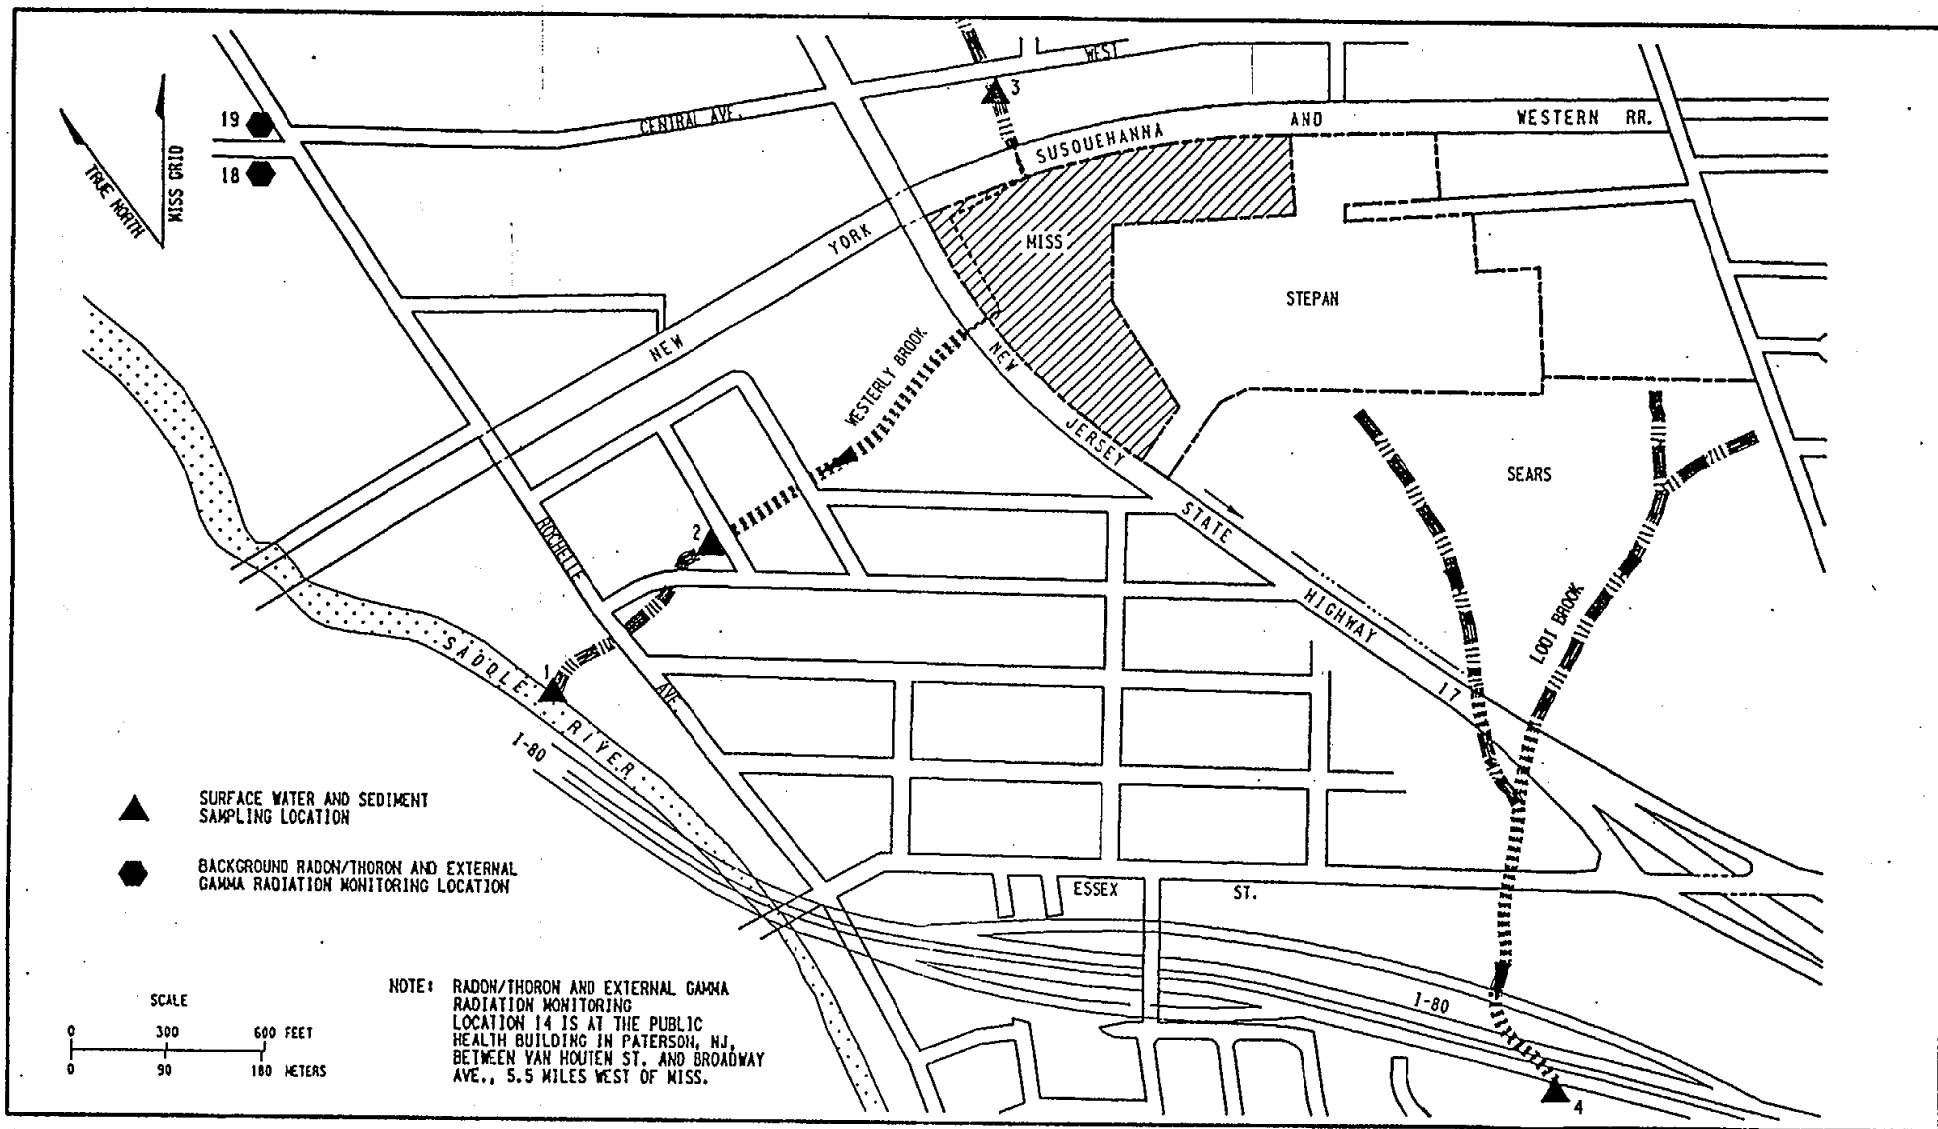 WEST
3
CENTRAL AVE.
19
18
TRUE NORTH
MISS GRID
SUSQUEHANNA
AND
WESTERN RR.
YORK
NEW
MISS
STEPAN
WESTERLY BROOK
NEW
JERSEY
STATE
HIGHWAY
17
SEARS
LODI BROOK
2
ROCHELLE
AVE.
1
SADDLE
RIVER
I-80
SURFACE WATER AND SEDIMENT
SAMPLING LOCATION
BACKGROUND RADON/THORON AND EXTERNAL
GAMMA RADIATION MONITORING LOCATION
ESSEX
ST.
I-80
4
SCALE
0 300 600 FEET
0 90 180 METERS
NOTE: RADON/THORON AND EXTERNAL GAMMA
RADIATION MONITORING
LOCATION 14 IS AT THE PUBLIC
HEALTH BUILDING IN PATERSON, NJ,
BETWEEN VAN HOUTEN ST. AND BROADWAY
AVE., 5.5 MILES WEST OF MISS.